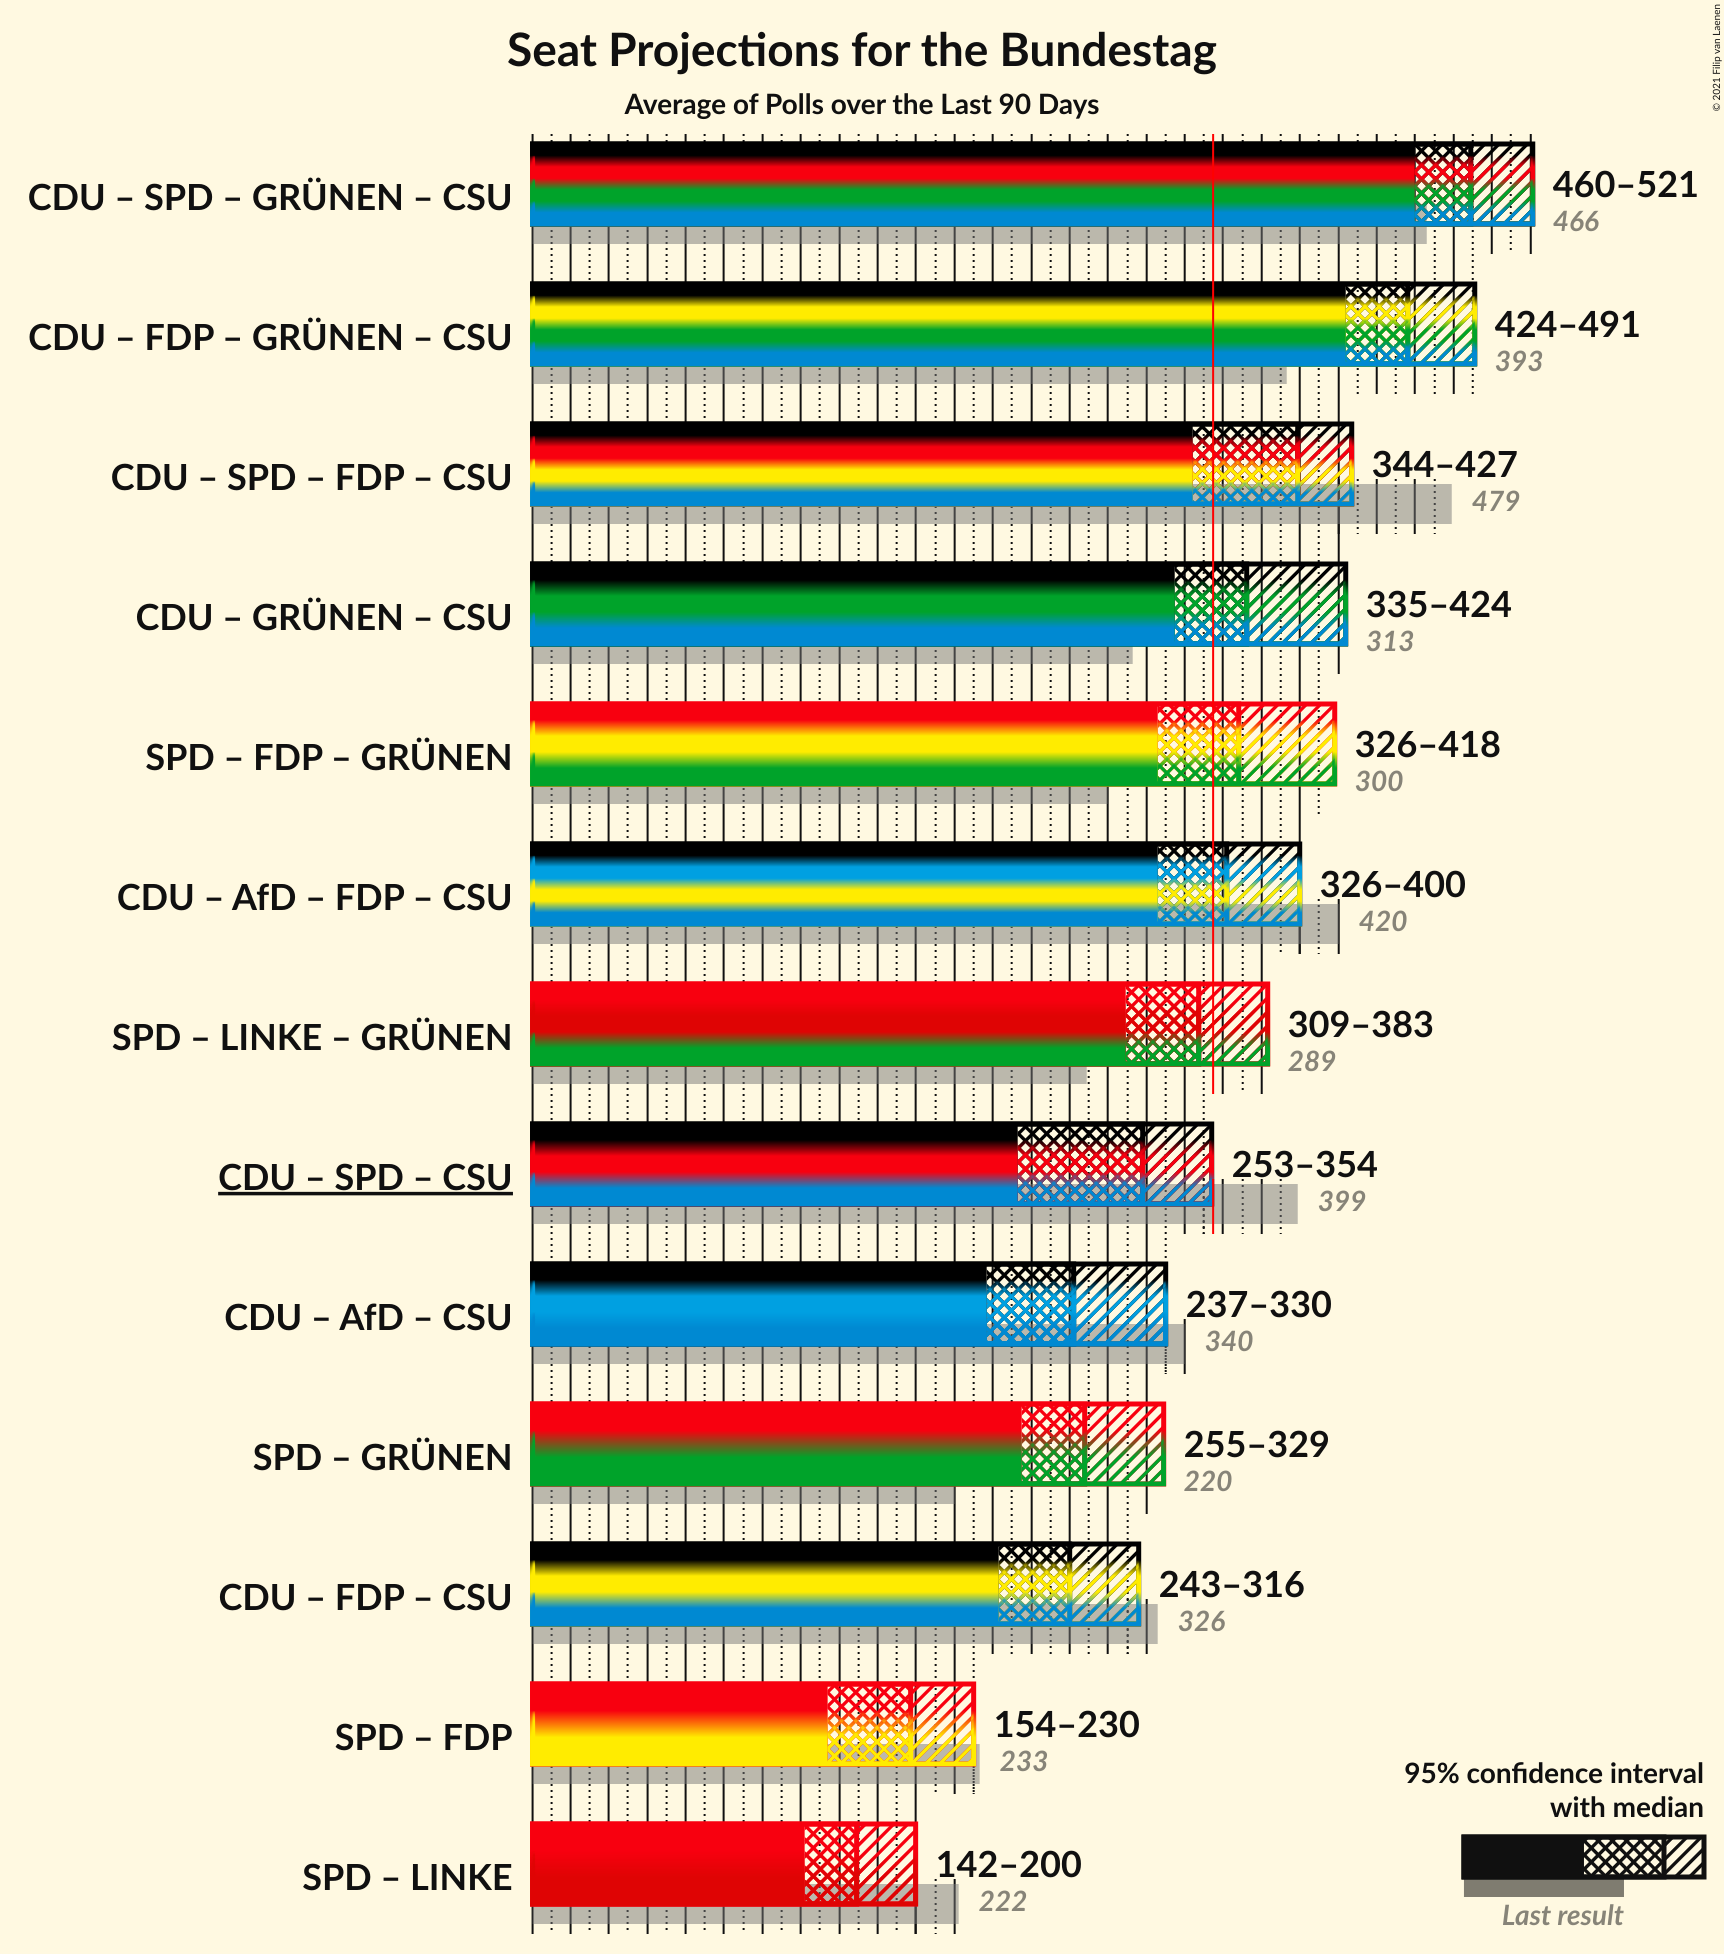 © 2021 Filip van Laenen
Seat Projections for the Bundestag
Average of Polls over the Last 90 Days
CDU – SPD – GRÜNEN – CSU
460–521
466
CDU – FDP – GRÜNEN – CSU
424–491
393
CDU – SPD – FDP – CSU
344–427
479
CDU – GRÜNEN – CSU
335–424
313
SPD – FDP – GRÜNEN
326–418
300
CDU – AfD – FDP – CSU
326–400
420
SPD – LINKE – GRÜNEN
309–383
289
CDU – SPD – CSU
253–354
399
CDU – AfD – CSU
237–330
340
SPD – GRÜNEN
255–329
220
CDU – FDP – CSU
243–316
326
SPD – FDP
154–230
233
SPD – LINKE
142–200
222
95% confidence interval
with median
Last result